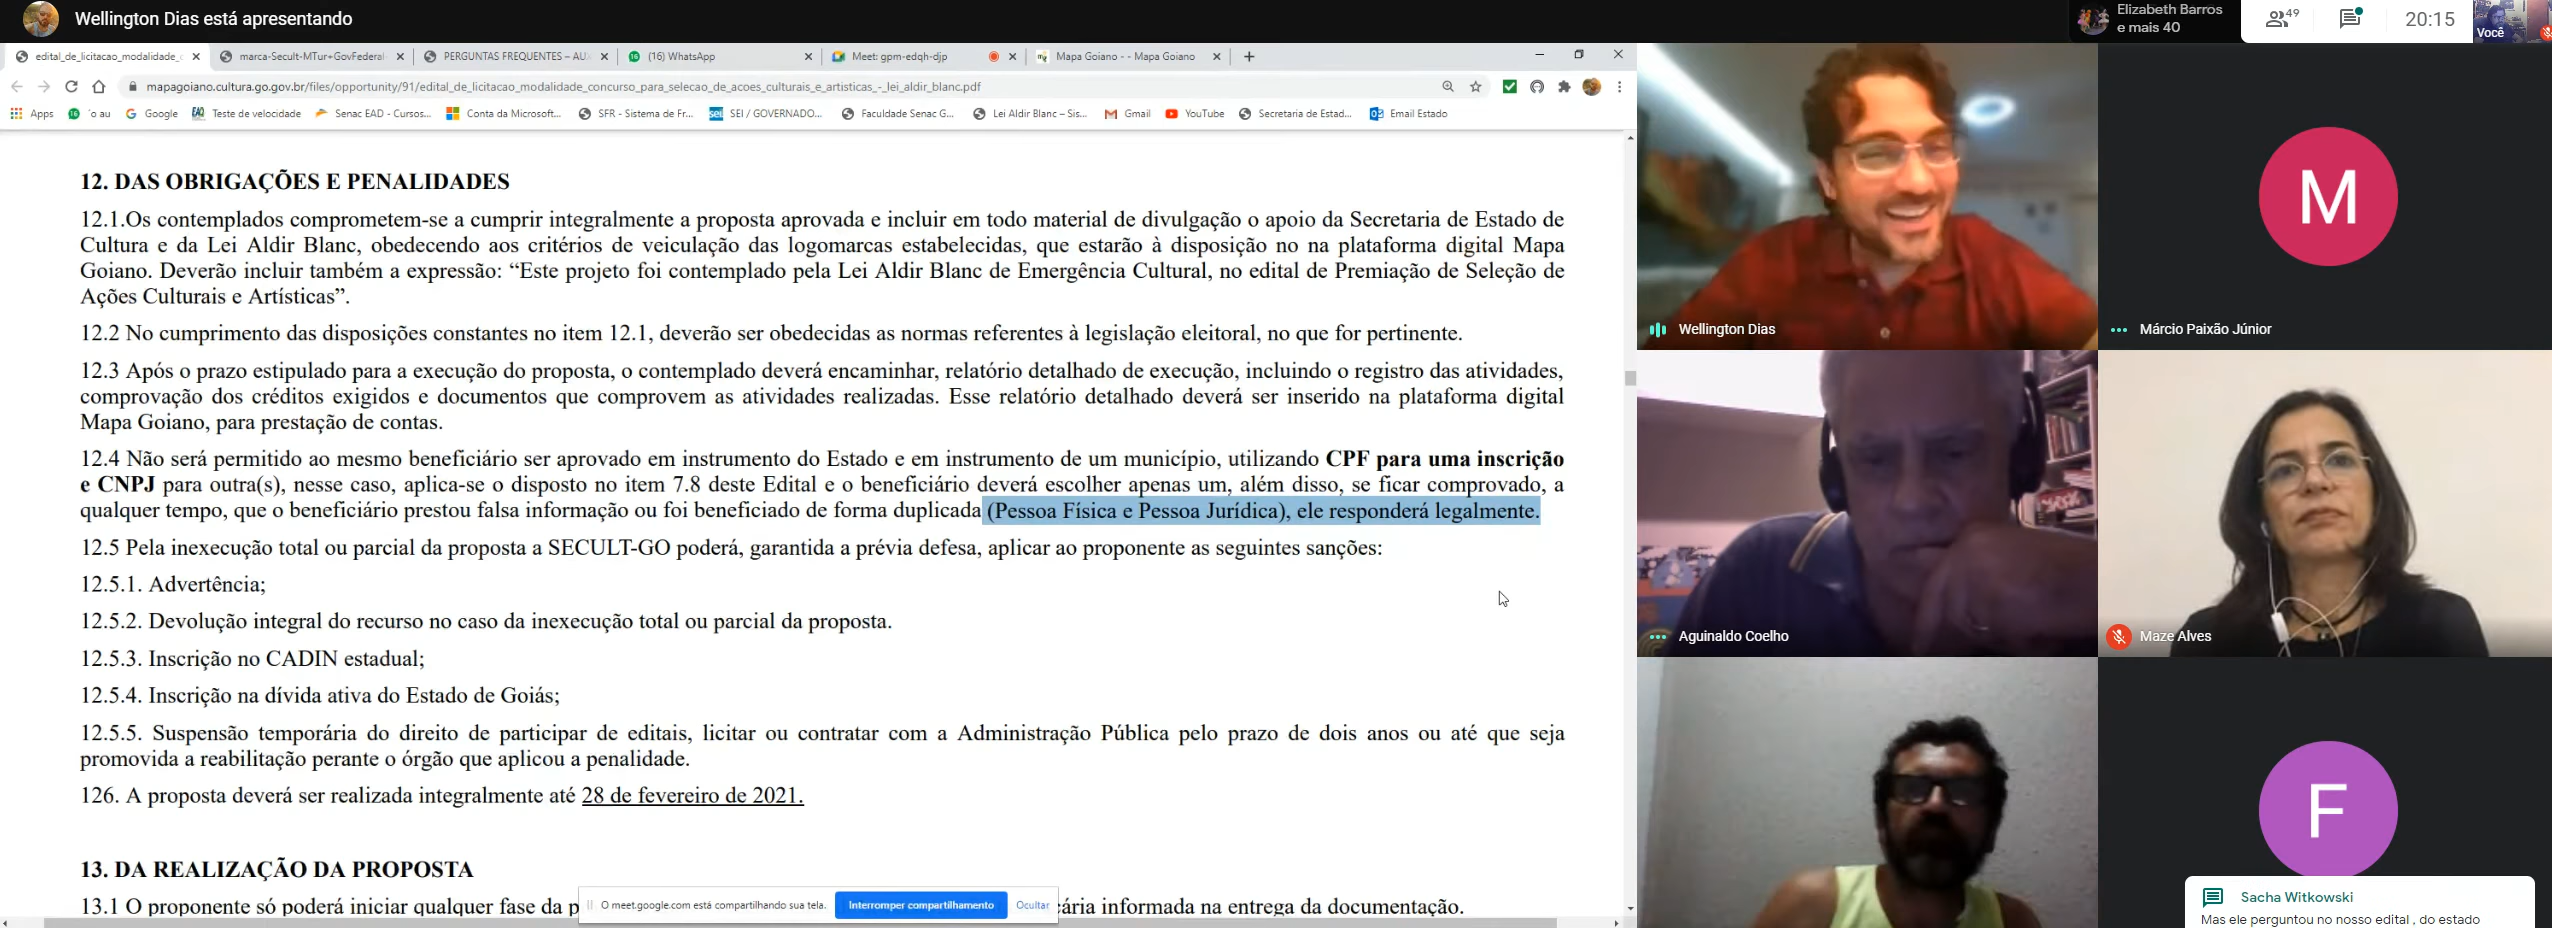 Wellington Dias está apresentando
Elizabeth Barros
e mais 40
49
20:15
Você
edital_de_licitacao_modalidade_c
marca-Secult-MTur+GovFederal-
PERGUNTAS FREQUENTES – AUX
(16) WhatsApp
Meet: gpm-edqh-djp
Mapa Goiano - - Mapa Goiano
mapagoiano.cultura.go.gov.br/files/opportunity/91/edital_de_licitacao_modalidade_concurso_para_selecao_de_acoes_culturais_e_artisticas_-_lei_aldir_blanc.pdf
Apps
o au
Google
Teste de velocidade
Senac EAD - Cursos...
Conta da Microsoft...
SFR - Sistema de Fr...
SEI / GOVERNADO...
Faculdade Senac G...
Lei Aldir Blanc – Sis...
Gmail
YouTube
Secretaria de Estad...
Email Estado
12. DAS OBRIGAÇÕES E PENALIDADES
12.1.Os contemplados comprometem-se a cumprir integralmente a proposta aprovada e incluir em todo material de divulgação o apoio da Secretaria de Estado de
Cultura e da Lei Aldir Blanc, obedecendo aos critérios de veiculação das logomarcas estabelecidas, que estarão à disposição no na plataforma digital Mapa
Goiano. Deverão incluir também a expressão: “Este projeto foi contemplado pela Lei Aldir Blanc de Emergência Cultural, no edital de Premiação de Seleção de
Ações Culturais e Artísticas”.
12.2 No cumprimento das disposições constantes no item 12.1, deverão ser obedecidas as normas referentes à legislação eleitoral, no que for pertinente.
12.3 Após o prazo estipulado para a execução do proposta, o contemplado deverá encaminhar, relatório detalhado de execução, incluindo o registro das atividades,
comprovação dos créditos exigidos e documentos que comprovem as atividades realizadas. Esse relatório detalhado deverá ser inserido na plataforma digital
Mapa Goiano, para prestação de contas.
12.4 Não será permitido ao mesmo beneficiário ser aprovado em instrumento do Estado e em instrumento de um município, utilizando CPF para uma inscrição
e CNPJ para outra(s), nesse caso, aplica-se o disposto no item 7.8 deste Edital e o beneficiário deverá escolher apenas um, além disso, se ficar comprovado, a
qualquer tempo, que o beneficiário prestou falsa informação ou foi beneficiado de forma duplicada (Pessoa Física e Pessoa Jurídica), ele responderá legalmente.
12.5 Pela inexecução total ou parcial da proposta a SECULT-GO poderá, garantida a prévia defesa, aplicar ao proponente as seguintes sanções:
12.5.1. Advertência;
12.5.2. Devolução integral do recurso no caso da inexecução total ou parcial da proposta.
12.5.3. Inscrição no CADIN estadual;
12.5.4. Inscrição na dívida ativa do Estado de Goiás;
12.5.5. Suspensão temporária do direito de participar de editais, licitar ou contratar com a Administração Pública pelo prazo de dois anos ou até que seja
promovida a reabilitação perante o órgão que aplicou a penalidade.
126. A proposta deverá ser realizada integralmente até 28 de fevereiro de 2021.
13. DA REALIZAÇÃO DA PROPOSTA
13.1 O proponente só poderá iniciar qualquer fase da p
cária informada na entrega da documentação.
O meet.google.com está compartilhando sua tela.
Interromper compartilhamento
Ocultar
Wellington Dias
M
Márcio Paixão Júnior
Aguinaldo Coelho
Maze Alves
F
Sacha Witkowski
Mas ele perguntou no nosso edital , do estado